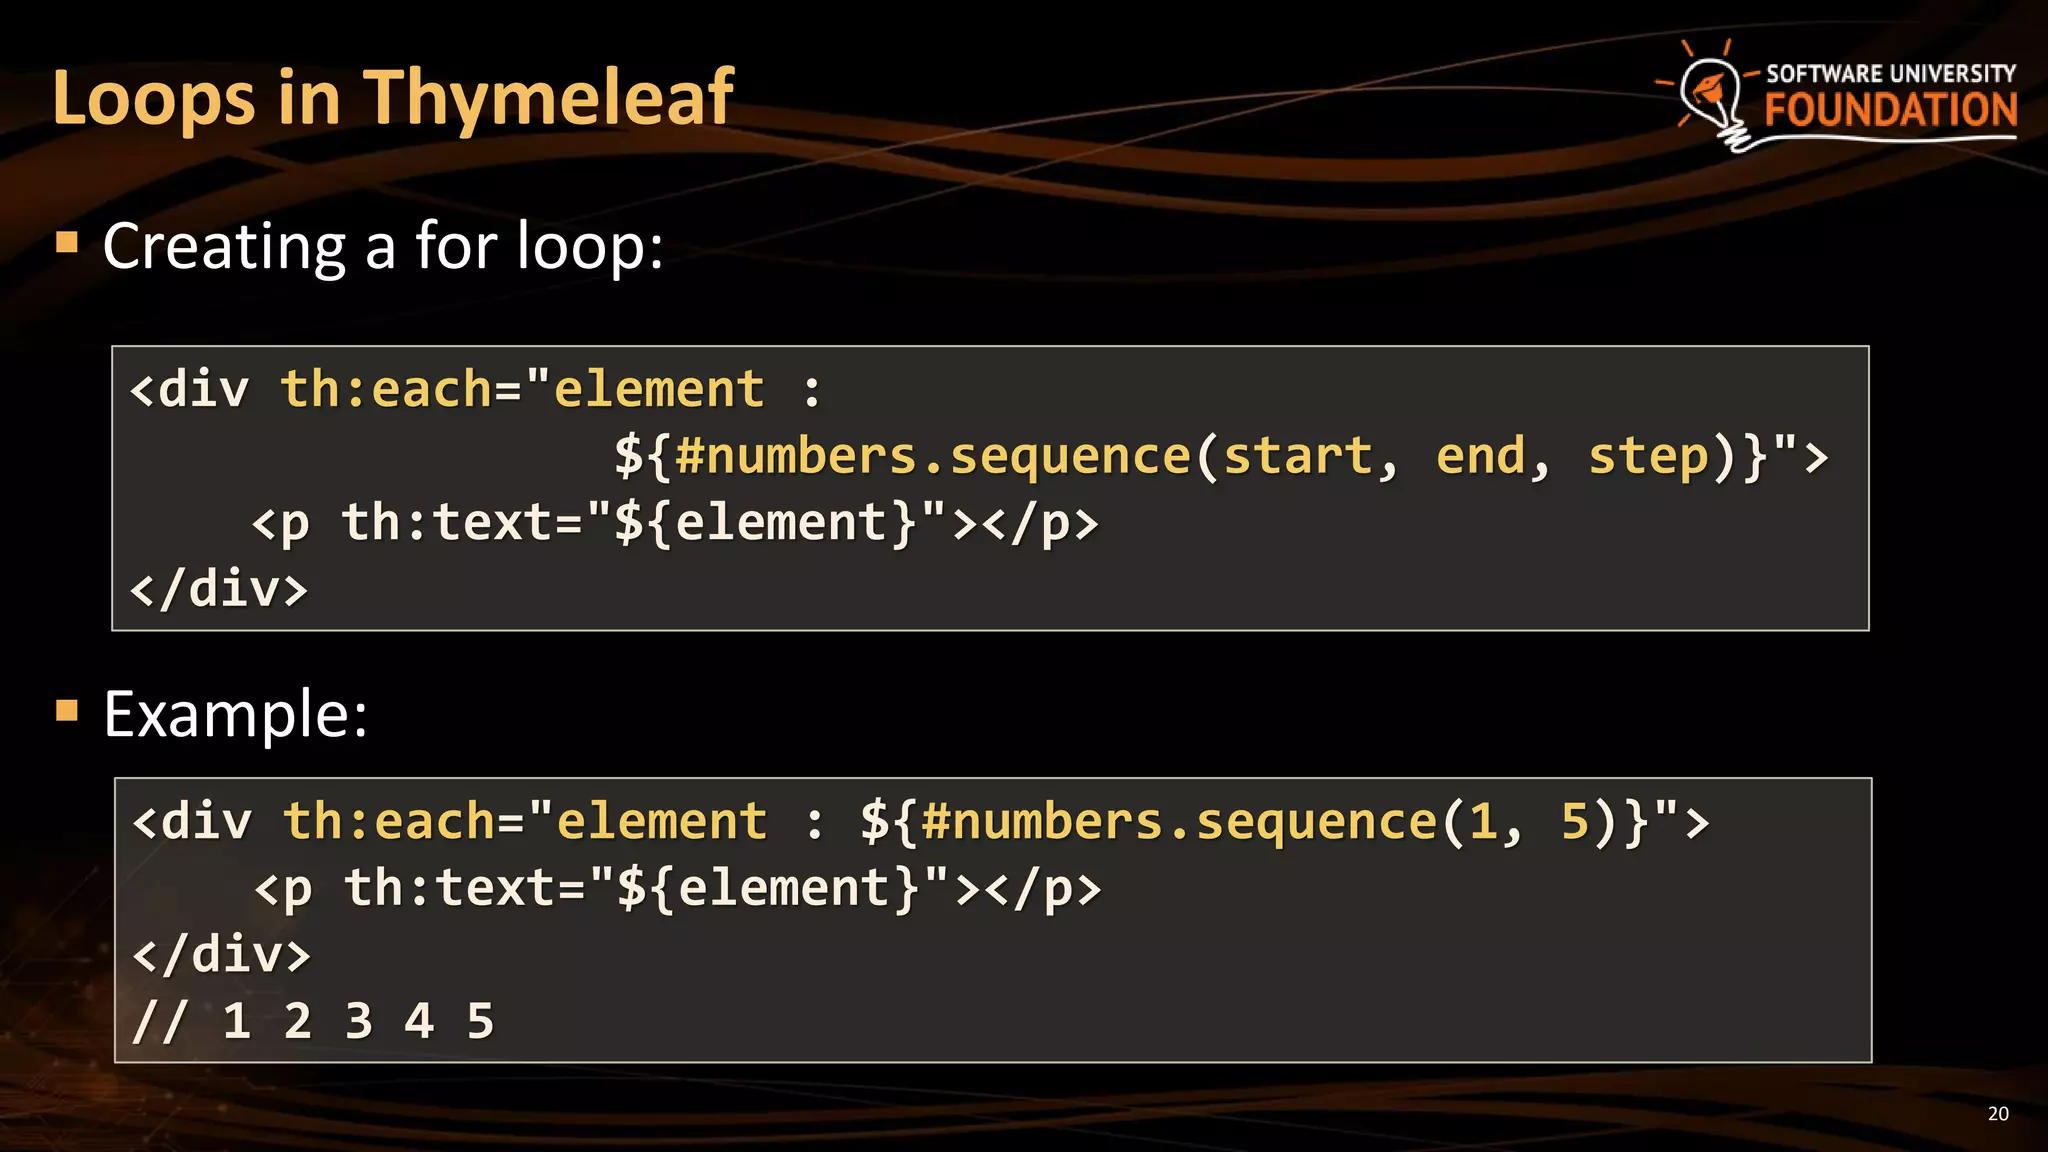 Loops in Thymeleaf
SOFTWARE UNIVERSITY
FOUNDATION
▪ Creating a for loop:
<div th:each="element :
${#numbers.sequence(start, end, step)}">
<p th:text="${element}"></p>
</div>
▪ Example:
<div th:each="element : ${#numbers.sequence(1, 5)}">
<p th:text="${element}"></p>
</div>
// 1 2 3 4 5
20